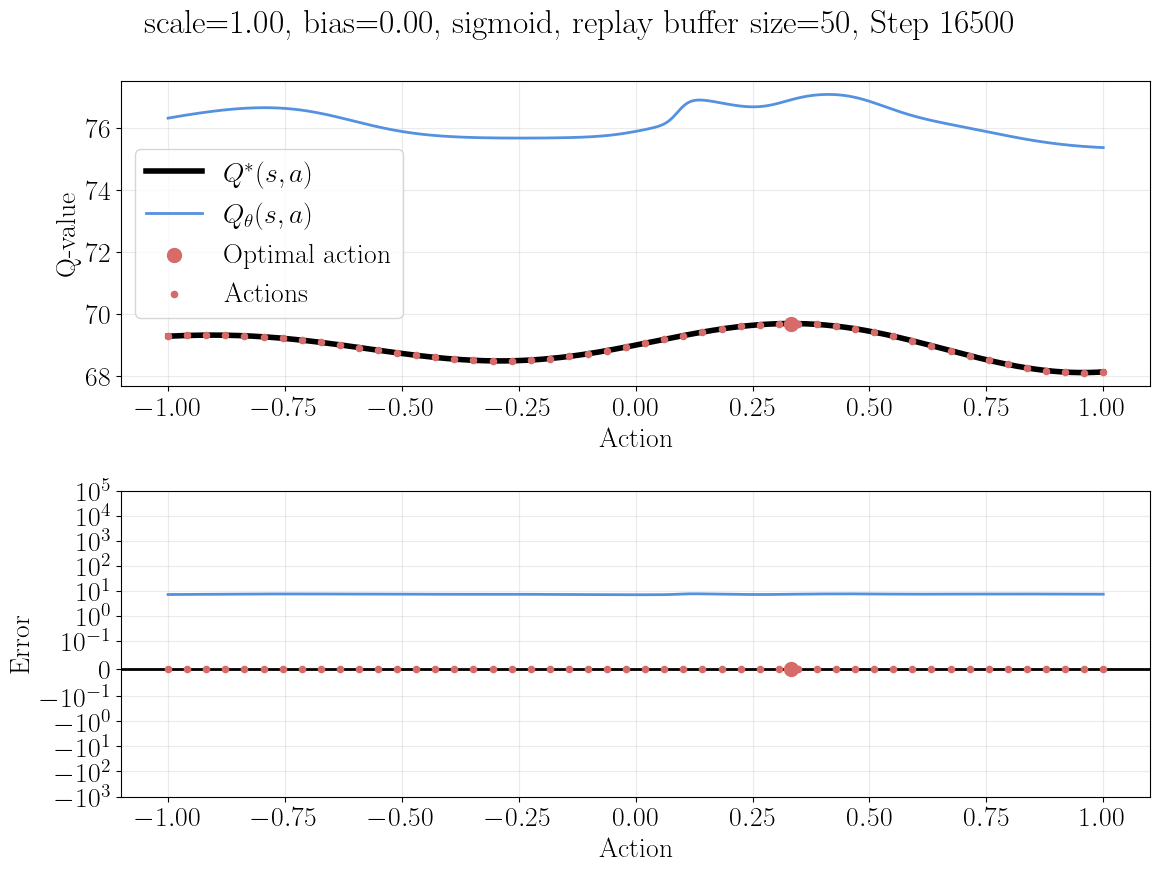 scale=1.00, bias=0.00, sigmoid, replay buffer size=50, Step 16500
Q-value
76
74
72
70
68
Q*(s, a)
Q_θ(s, a)
Optimal action
Actions
−1.00 −0.75 −0.50 −0.25 0.00 0.25 0.50 0.75 1.00
Action
Error
10^5
10^4
10^3
10^2
10^1
10^0
10^−1
0
−10^−1
−10^0
−10^1
−10^2
−10^3
−1.00 −0.75 −0.50 −0.25 0.00 0.25 0.50 0.75 1.00
Action